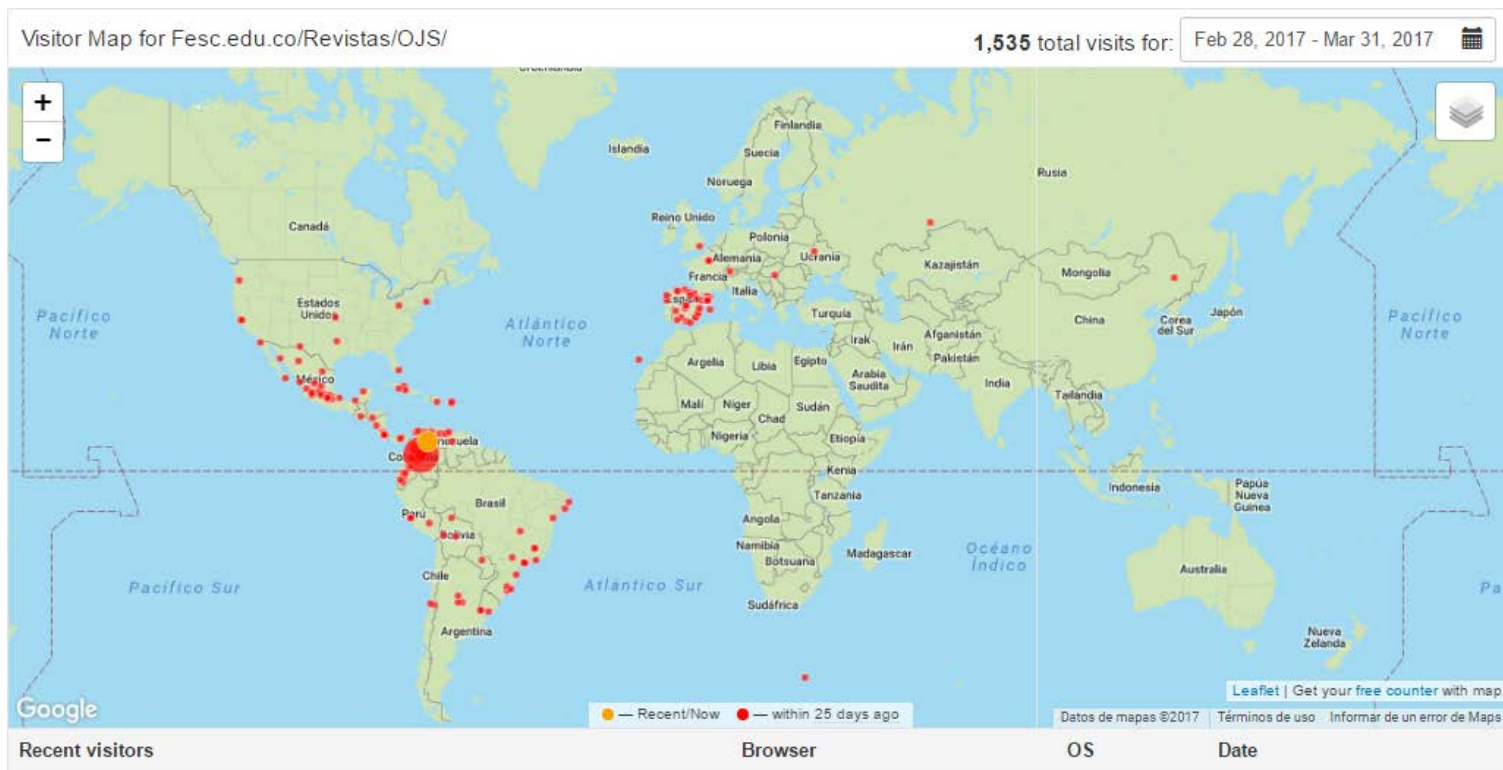 Visitor Map for Fesc.edu.co/Revistas/OJS/
1,535 total visits for: Feb 28, 2017 - Mar 31, 2017
+
−
Finlandia
Islandia
Suecia
Rusia
Noruega
Reino Unido
Canadá
Polonia
Alemania
Ucrania
Kazajistán
Mongolia
Francia
Italia
Estados
Unidos
Turquía
China
Corea
del Sur
Japón
Pacífico
Norte
Atlántico
Norte
Pacífico
Norte
Irak
Irán
Afganistán
Pakistán
Argelia
Libia
Egipto
Arabia
Saudita
India
México
Tailandia
Malí
Níger
Chad
Sudán
Nigeria
Etiopía
Kenia
Tanzania
Indonesia
Papúa
Nueva
Guinea
Brasil
Perú
Bolivia
Angola
Namibia
Botsuana
Madagascar
Océano
Índico
Australia
Chile
Pacífico Sur
Atlántico Sur
Sudáfrica
Pa
Argentina
Nueva
Zelanda
Google
Leaflet | Get your free counter with map
— Recent/Now — within 25 days ago
Datos de mapas ©2017 Términos de uso Informar de un error de Maps
Recent visitors Browser OS Date